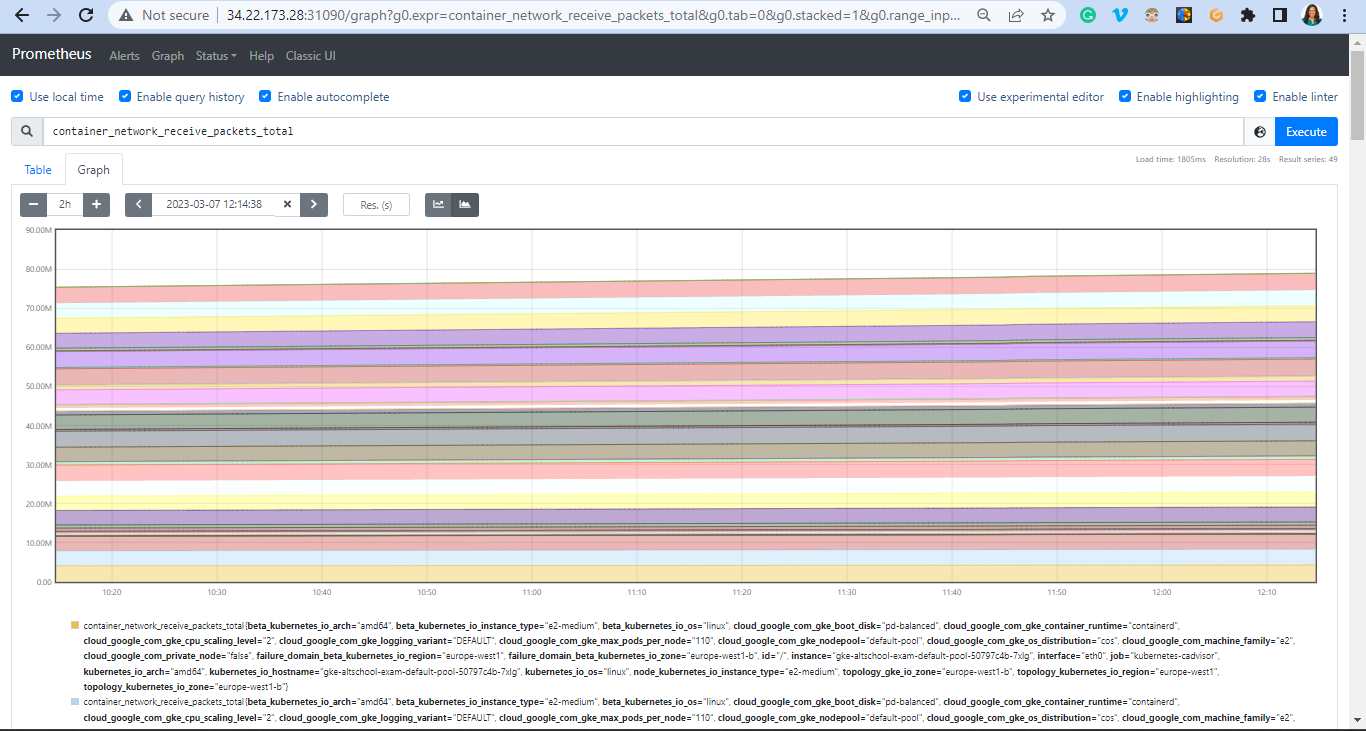 Not secure 34.22.173.28:31090/graph?g0.expr=container_network_receive_packets_total&g0.tab=0&g0.stacked=1&g0.range_inp...
Prometheus Alerts Graph Status Help Classic UI
Use local time Enable query history Enable autocomplete Use experimental editor Enable highlighting Enable linter
container_network_receive_packets_total Execute
Load time: 1805ms Resolution: 28s Result series: 49
Table Graph
2h 2023-03-07 12:14:38 Res. (s)
90.00M
80.00M
70.00M
60.00M
50.00M
40.00M
30.00M
20.00M
10.00M
0.00
10:20 10:30 10:40 10:50 11:00 11:10 11:20 11:30 11:40 11:50 12:00 12:10
container_network_receive_packets_total{beta_kubernetes_io_arch="amd64", beta_kubernetes_io_instance_type="e2-medium", beta_kubernetes_io_os="linux", cloud_google_com_gke_boot_disk="pd-balanced", cloud_google_com_gke_container_runtime="containerd",
cloud_google_com_gke_cpu_scaling_level="2", cloud_google_com_gke_logging_variant="DEFAULT", cloud_google_com_gke_max_pods_per_node="110", cloud_google_com_gke_nodepool="default-pool", cloud_google_com_gke_os_distribution="cos", cloud_google_com_machine_family="e2",
cloud_google_com_private_node="false", failure_domain_beta_kubernetes_io_region="europe-west1", failure_domain_beta_kubernetes_io_zone="europe-west1-b", id="/", instance="gke-altschool-exam-default-pool-50797c4b-7xlg", interface="eth0", job="kubernetes-cadvisor",
kubernetes_io_arch="amd64", kubernetes_io_hostname="gke-altschool-exam-default-pool-50797c4b-7xlg", kubernetes_io_os="linux", node_kubernetes_io_instance_type="e2-medium", topology_gke_io_zone="europe-west1-b", topology_kubernetes_io_region="europe-west1",
topology_kubernetes_io_zone="europe-west1-b"}
container_network_receive_packets_total{beta_kubernetes_io_arch="amd64", beta_kubernetes_io_instance_type="e2-medium", beta_kubernetes_io_os="linux", cloud_google_com_gke_boot_disk="pd-balanced", cloud_google_com_gke_container_runtime="containerd",
cloud_google_com_gke_cpu_scaling_level="2", cloud_google_com_gke_logging_variant="DEFAULT", cloud_google_com_gke_max_pods_per_node="110", cloud_google_com_gke_nodepool="default-pool", cloud_google_com_gke_os_distribution="cos", cloud_google_com_machine_family="e2",